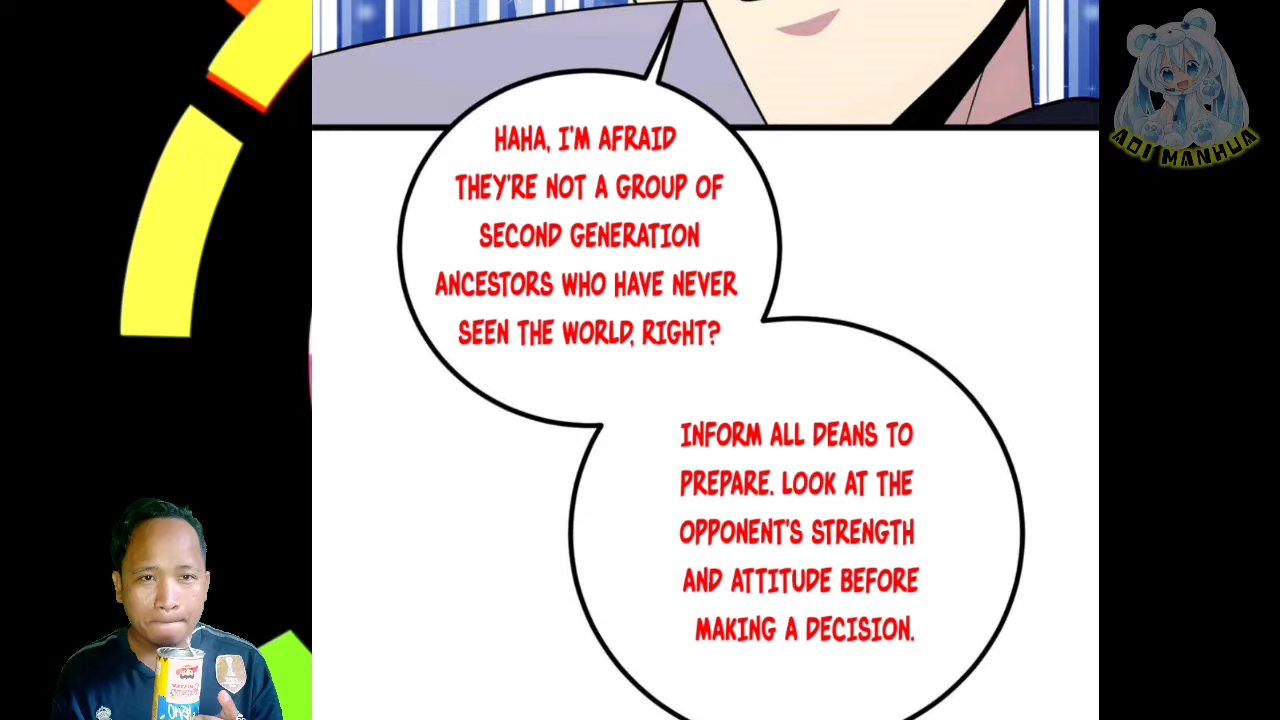 HAHA, I'M AFRAID
THEY'RE NOT A GROUP OF
SECOND GENERATION
ANCESTORS WHO HAVE NEVER
SEEN THE WORLD, RIGHT?
INFORM ALL DEANS TO
PREPARE. LOOK AT THE
OPPONENT'S STRENGTH
AND ATTITUDE BEFORE
MAKING A DECISION.
AOI MANHUA